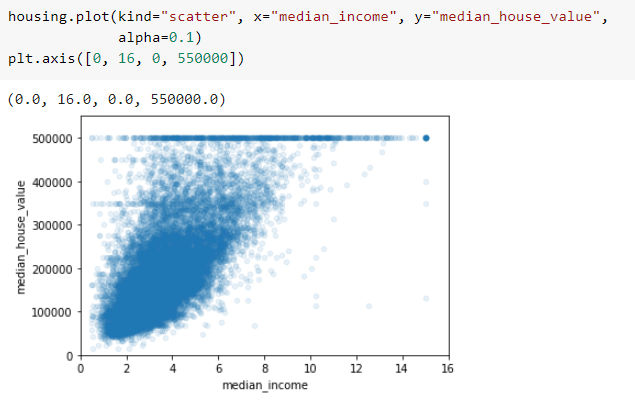 housing.plot(kind="scatter", x="median_income", y="median_house_value",
             alpha=0.1)
plt.axis([0, 16, 0, 550000])
(0.0, 16.0, 0.0, 550000.0)
500000
400000
300000
200000
100000
0
median_house_value
0 2 4 6 8 10 12 14 16
median_income